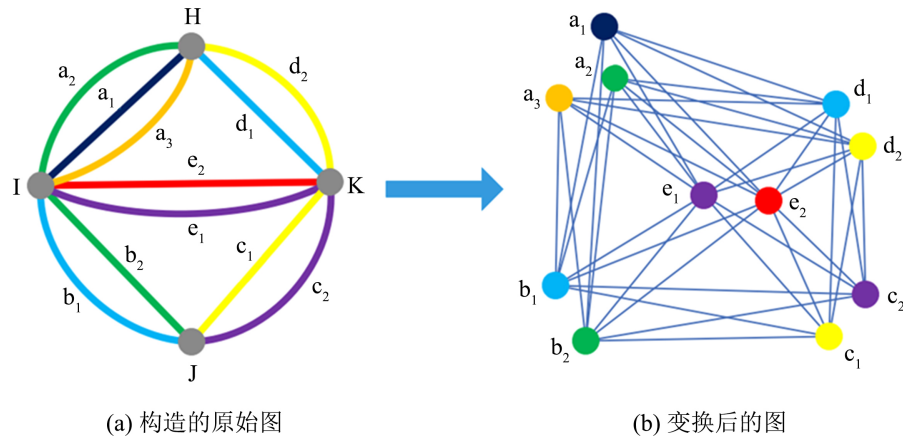 H
a₂
a₁
a₃
d₂
d₁
e₂
I
K
e₁
b₂
c₁
b₁
c₂
J
(a) 构造的原始图
a₁
a₂
a₃
d₁
d₂
e₁
e₂
b₁
c₂
b₂
c₁
(b) 变换后的图